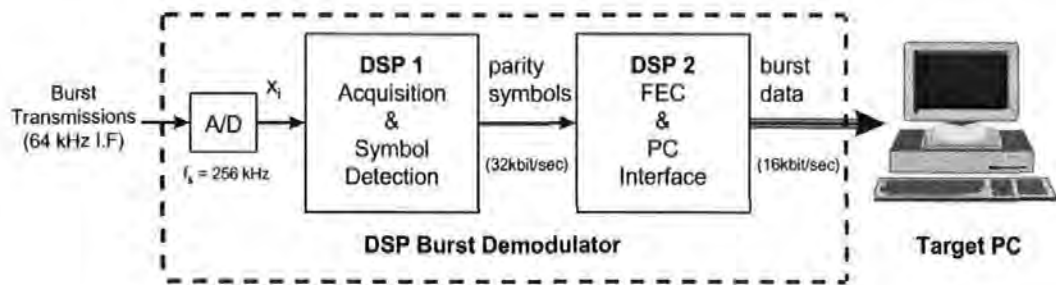 Burst
Transmissions
(64 kHz I.F)
A/D
fs = 256 kHz
Xi
DSP 1
Acquisition
&
Symbol
Detection
parity
symbols
(32kbit/sec)
DSP 2
FEC
&
PC
Interface
burst
data
(16kbit/sec)
DSP Burst Demodulator
Target PC